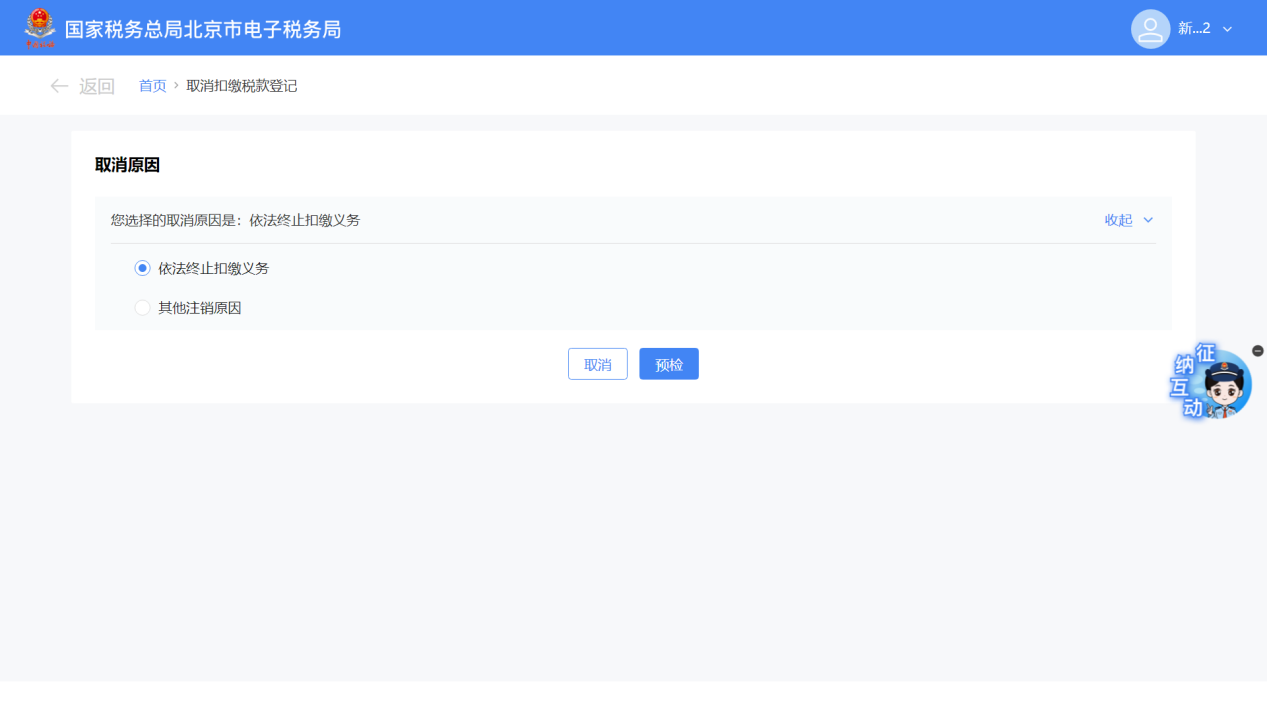 国家税务总局北京市电子税务局
新...2
返回
首页
取消扣缴税款登记
取消原因
您选择的取消原因是：依法终止扣缴义务
收起
依法终止扣缴义务
其他注销原因
取消
预检
征纳互动